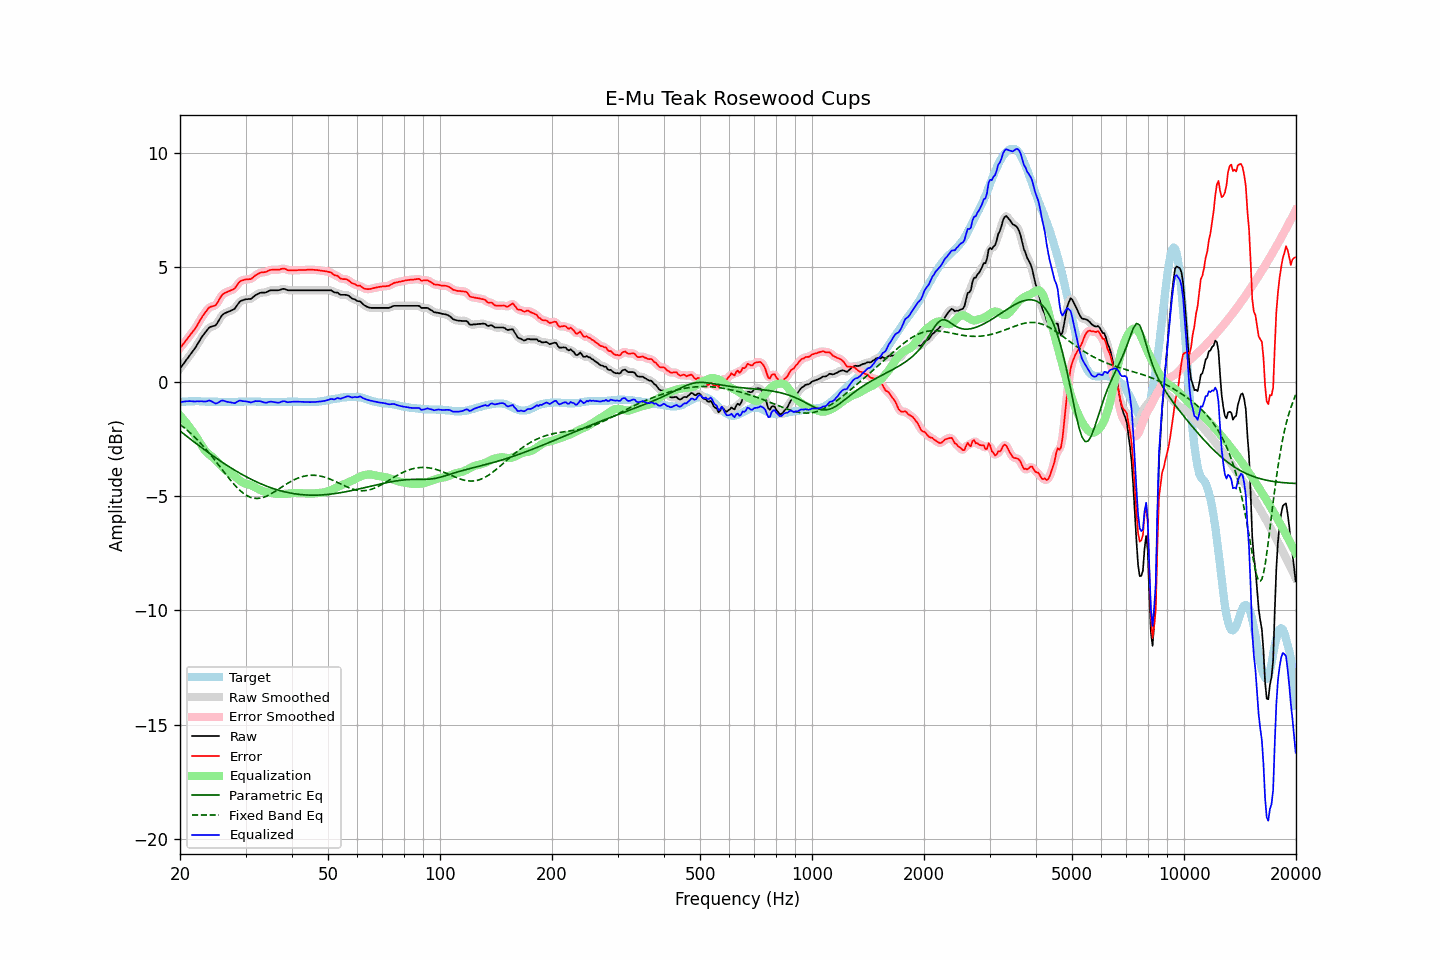 E-Mu Teak Rosewood Cups
Amplitude (dBr)
10
5
0
−5
−10
−15
−20
Target
Raw Smoothed
Error Smoothed
Raw
Error
Equalization
Parametric Eq
Fixed Band Eq
Equalized
20 50 100 200 500 1000 2000 5000 10000 20000
Frequency (Hz)